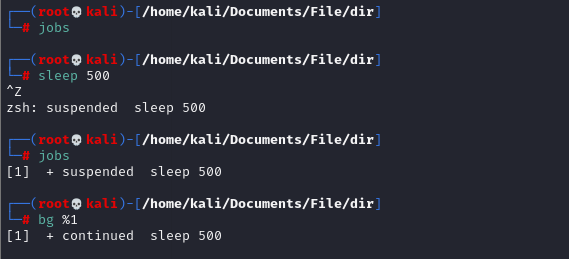 ┌──(root💀kali)-[/home/kali/Documents/File/dir]
└─# jobs
┌──(root💀kali)-[/home/kali/Documents/File/dir]
└─# sleep 500
^Z
zsh: suspended  sleep 500
┌──(root💀kali)-[/home/kali/Documents/File/dir]
└─# jobs
[1]  + suspended  sleep 500
┌──(root💀kali)-[/home/kali/Documents/File/dir]
└─# bg %1
[1]  + continued  sleep 500